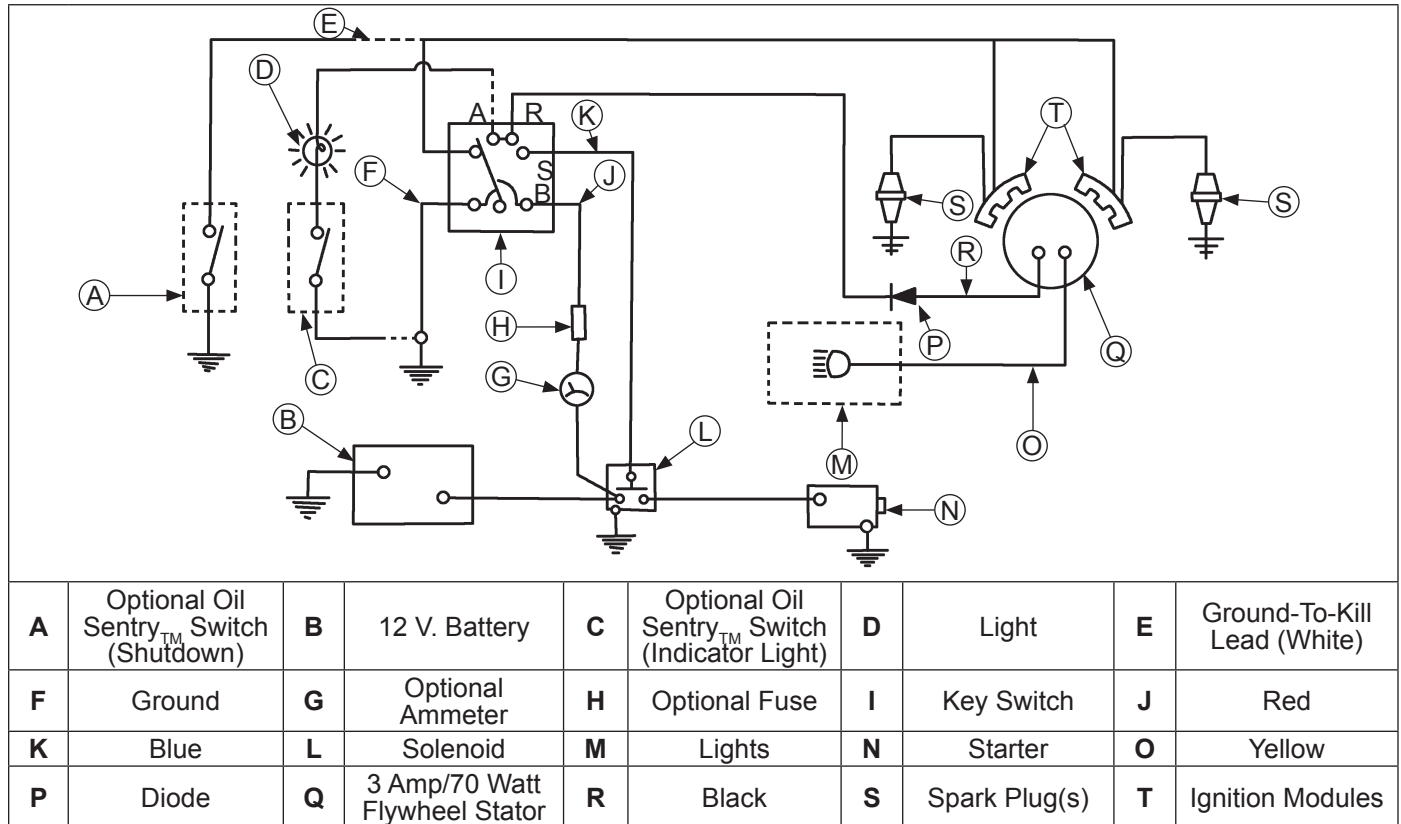 E
D
A R
K
T
F
S
B
J
S
S
R
A
I
H
P
Q
C
G
B
L
M
O
N
A Optional Oil Sentry™ Switch (Shutdown) B 12 V. Battery C Optional Oil Sentry™ Switch (Indicator Light) D Light E Ground-To-Kill Lead (White)
F Ground G Optional Ammeter H Optional Fuse I Key Switch J Red
K Blue L Solenoid M Lights N Starter O Yellow
P Diode Q 3 Amp/70 Watt Flywheel Stator R Black S Spark Plug(s) T Ignition Modules